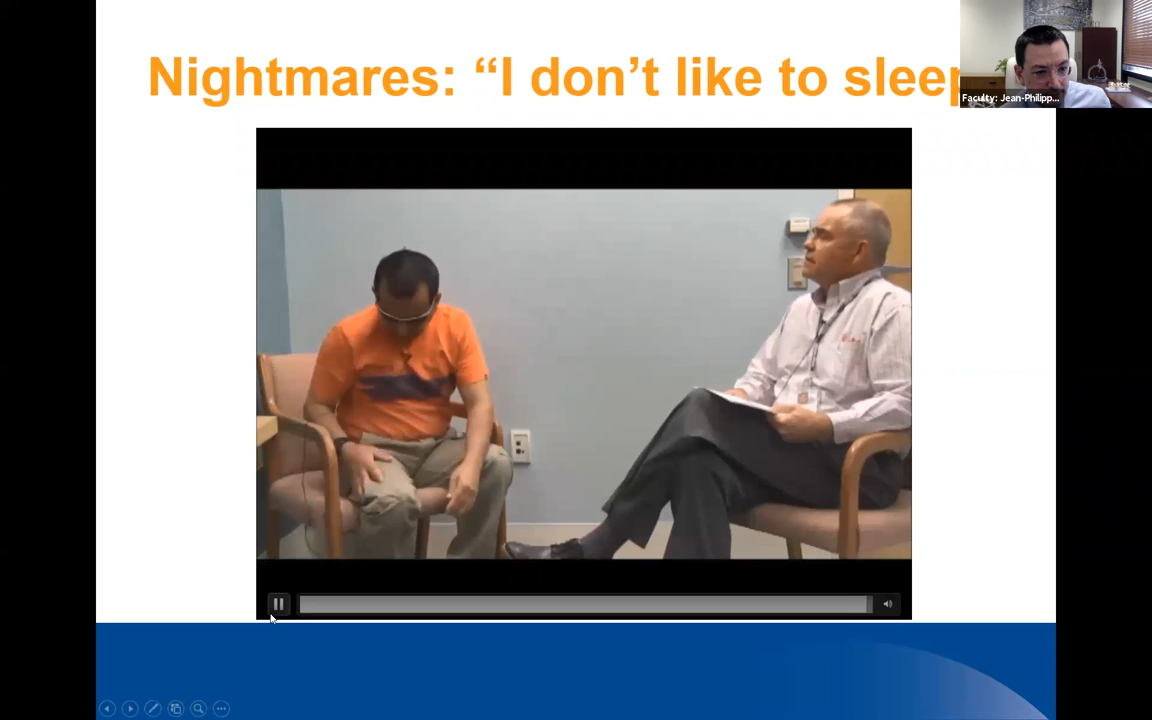 Nightmares: “I don’t like to sleep
Faculty: Jean-Philipp...